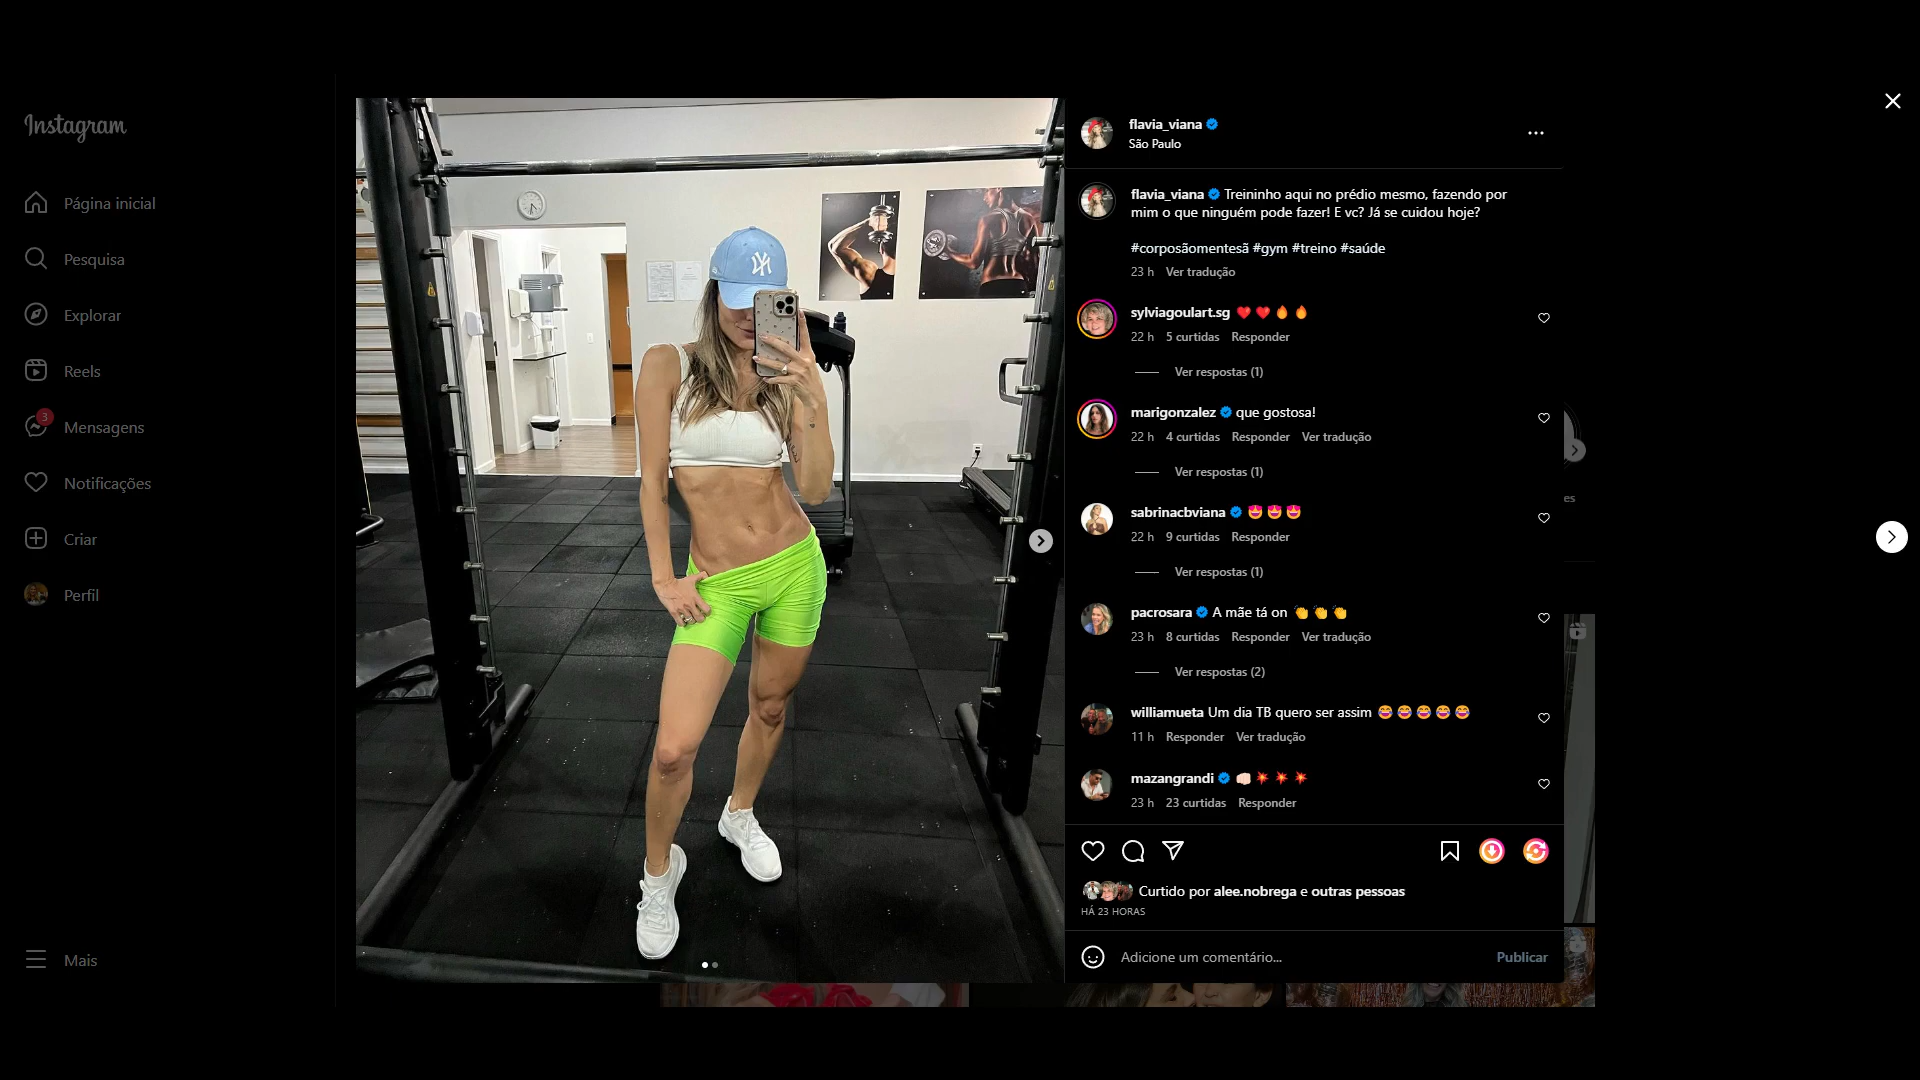 Instagram
Página inicial
Pesquisa
Explorar
Reels
3
Mensagens
Notificações
Criar
Perfil
Mais
NY
flavia_viana
São Paulo
flavia_viana Treininho aqui no prédio mesmo, fazendo por
mim o que ninguém pode fazer! E vc? Já se cuidou hoje?
#corposãomentesã #gym #treino #saúde
23 h Ver tradução
sylviagoulart.sg ❤️❤️🔥🔥
22 h 5 curtidas Responder
Ver respostas (1)
marigonzalez que gostosa!
22 h 4 curtidas Responder Ver tradução
Ver respostas (1)
sabrinacbviana 😍😍😍
22 h 9 curtidas Responder
Ver respostas (1)
pacrosara A mãe tá on 👏👏👏
23 h 8 curtidas Responder Ver tradução
Ver respostas (2)
williamueta Um dia TB quero ser assim 😂😂😂😂😂
11 h Responder Ver tradução
mazangrandi 👊🏻💥💥💥
23 h 23 curtidas Responder
Curtido por alee.nobrega e outras pessoas
HÁ 23 HORAS
Adicione um comentário...
Publicar
es